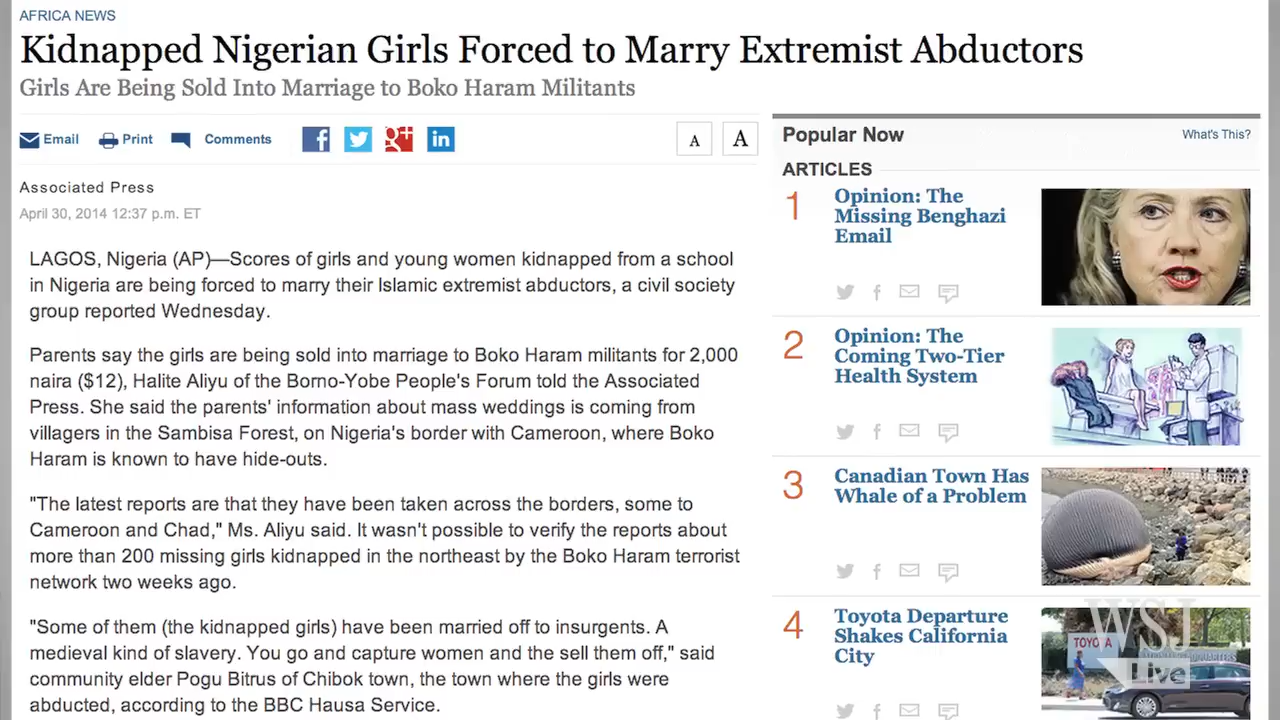 AFRICA NEWS
Kidnapped Nigerian Girls Forced to Marry Extremist Abductors
Girls Are Being Sold Into Marriage to Boko Haram Militants
Email Print Comments
A A
Associated Press
April 30, 2014 12:37 p.m. ET
LAGOS, Nigeria (AP)—Scores of girls and young women kidnapped from a school
in Nigeria are being forced to marry their Islamic extremist abductors, a civil society
group reported Wednesday.
Parents say the girls are being sold into marriage to Boko Haram militants for 2,000
naira ($12), Halite Aliyu of the Borno-Yobe People's Forum told the Associated
Press. She said the parents' information about mass weddings is coming from
villagers in the Sambisa Forest, on Nigeria's border with Cameroon, where Boko
Haram is known to have hide-outs.
"The latest reports are that they have been taken across the borders, some to
Cameroon and Chad," Ms. Aliyu said. It wasn't possible to verify the reports about
more than 200 missing girls kidnapped in the northeast by the Boko Haram terrorist
network two weeks ago.
"Some of them (the kidnapped girls) have been married off to insurgents. A
medieval kind of slavery. You go and capture women and the sell them off," said
community elder Pogu Bitrus of Chibok town, the town where the girls were
abducted, according to the BBC Hausa Service.
Popular Now
What's This?
ARTICLES
1
Opinion: The
Missing Benghazi
Email
2
Opinion: The
Coming Two-Tier
Health System
3
Canadian Town Has
Whale of a Problem
4
Toyota Departure
Shakes California
City
TOYOTA
HEADQUARTERS
WSJ
Live